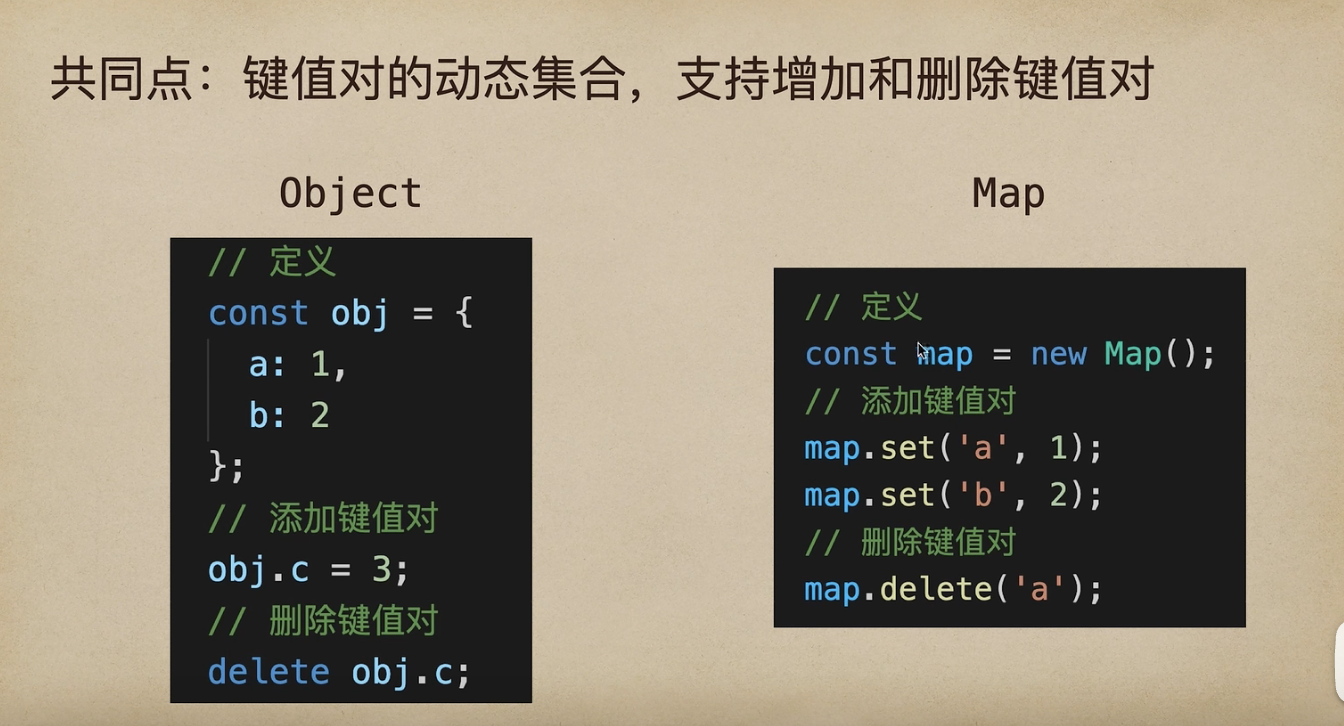 共同点：键值对的动态集合，支持增加和删除键值对
Object
// 定义
const obj = {
  a: 1,
  b: 2
};
// 添加键值对
obj.c = 3;
// 删除键值对
delete obj.c;
Map
// 定义
const map = new Map();
// 添加键值对
map.set('a', 1);
map.set('b', 2);
// 删除键值对
map.delete('a');